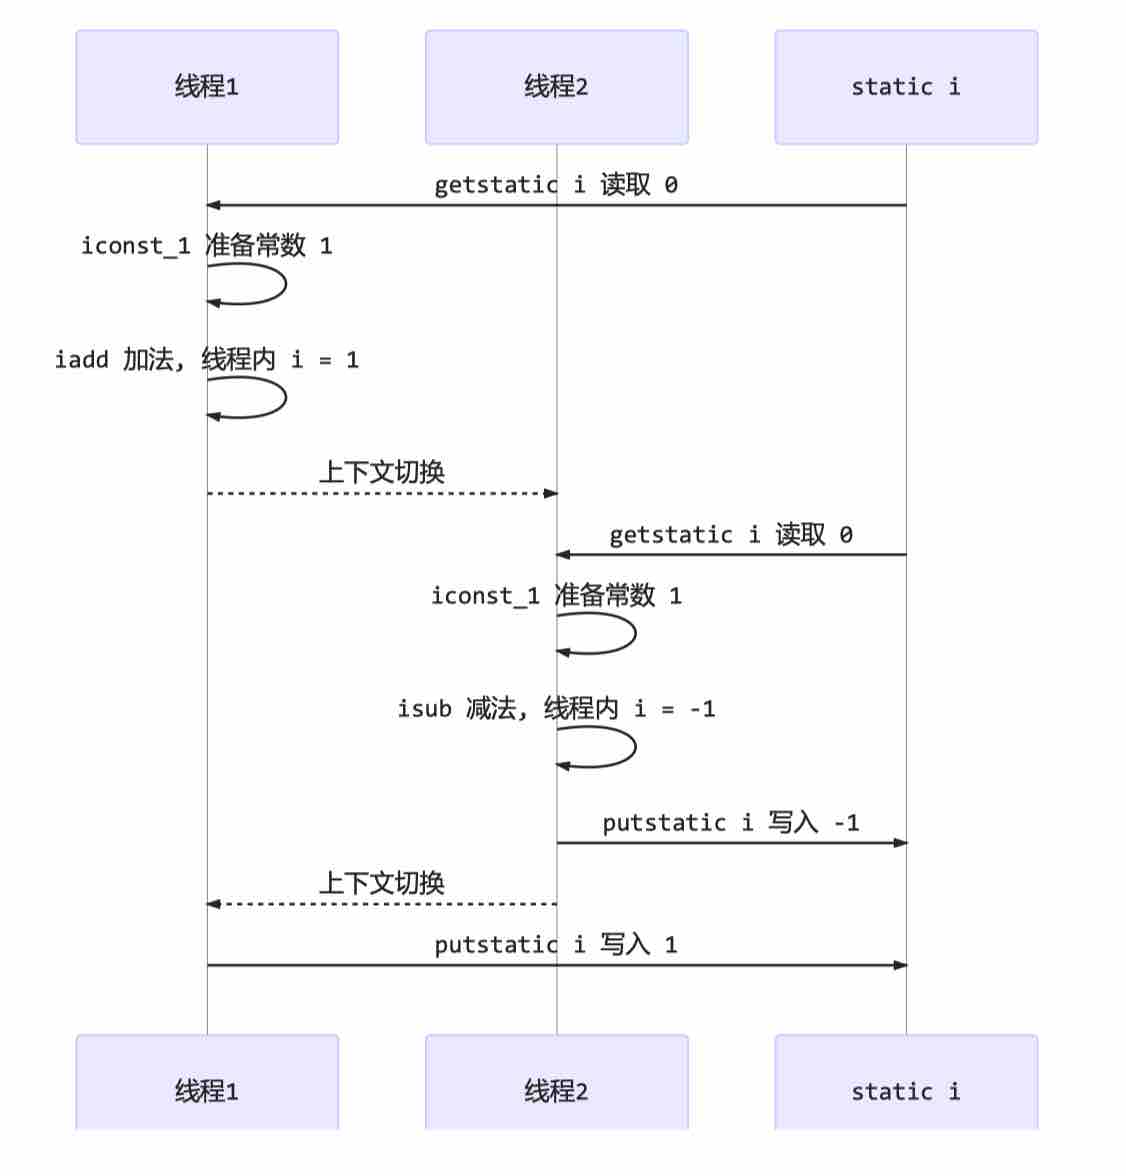 线程1
线程2
static i
getstatic i 读取 0
iconst_1 准备常数 1
iadd 加法, 线程内 i = 1
上下文切换
getstatic i 读取 0
iconst_1 准备常数 1
isub 减法, 线程内 i = -1
putstatic i 写入 -1
上下文切换
putstatic i 写入 1
线程1
线程2
static i